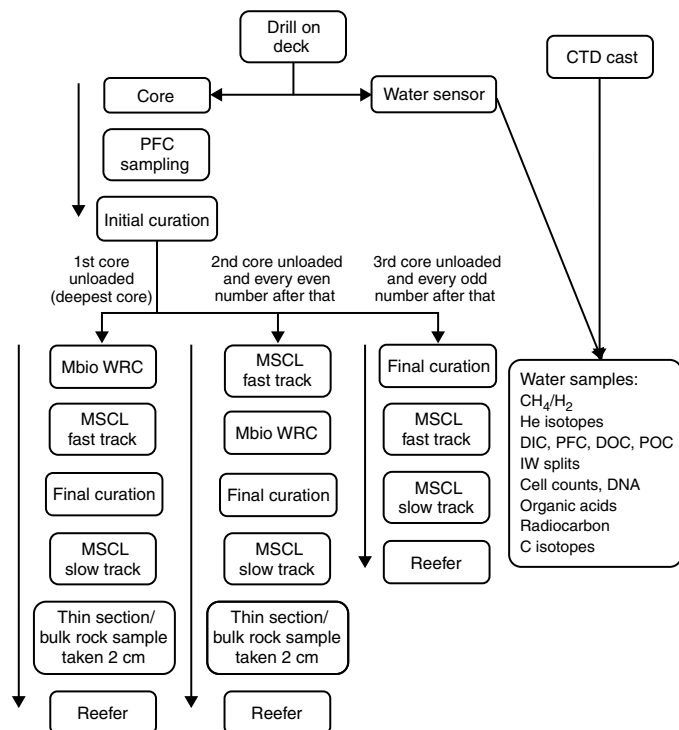 Drill on
deck
CTD cast
Core
Water sensor
PFC
sampling
Initial curation
1st core
unloaded
(deepest core)
2nd core unloaded
and every even
number after that
3rd core unloaded
and every odd
number after that
Mbio WRC
MSCL
fast track
Final curation
MSCL
slow track
Thin section/
bulk rock sample
taken 2 cm
Reefer
MSCL
fast track
Mbio WRC
Final curation
MSCL
slow track
Thin section/
bulk rock sample
taken 2 cm
Reefer
Final curation
MSCL
fast track
MSCL
slow track
Reefer
Water samples:
CH₄/H₂
He isotopes
DIC, PFC, DOC, POC
IW splits
Cell counts, DNA
Organic acids
Radiocarbon
C isotopes